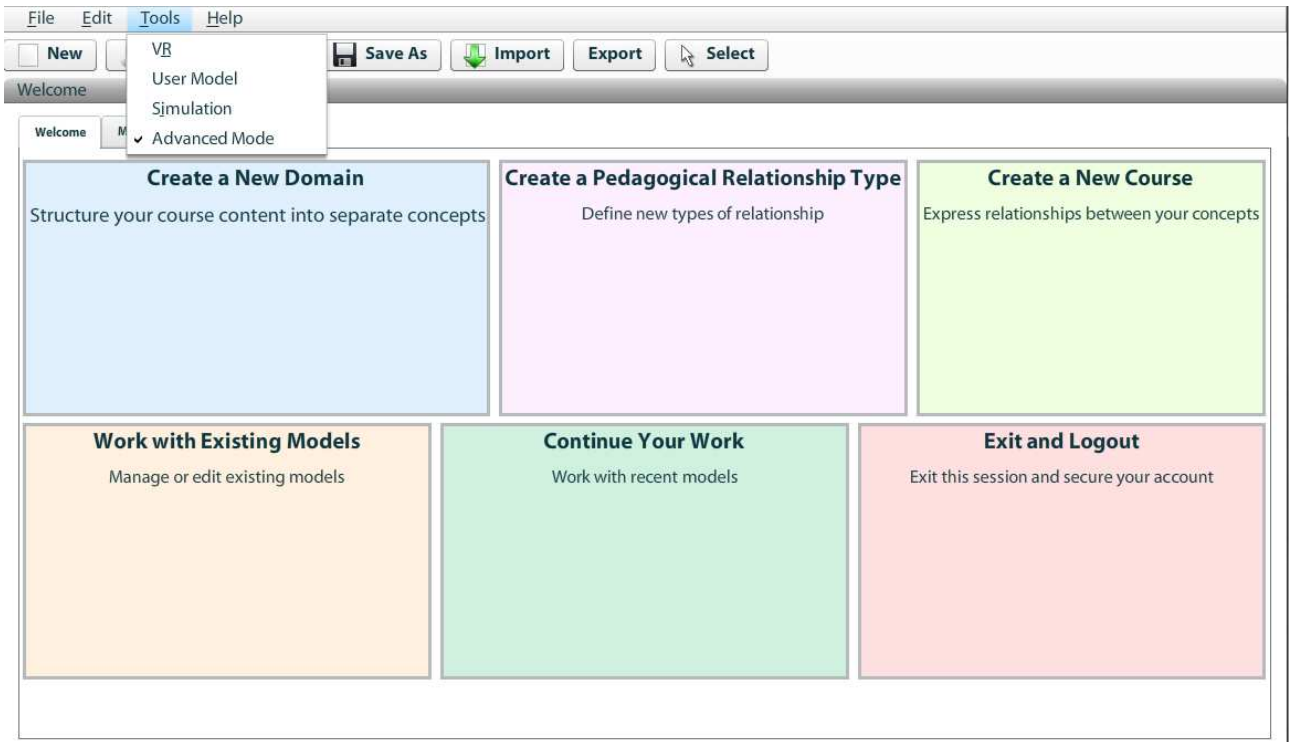 File Edit Tools Help
New Save As Import Export Select
VR
User Model
Simulation
Advanced Mode
Welcome
Welcome M
Create a New Domain
Structure your course content into separate concepts
Create a Pedagogical Relationship Type
Define new types of relationship
Create a New Course
Express relationships between your concepts
Work with Existing Models
Manage or edit existing models
Continue Your Work
Work with recent models
Exit and Logout
Exit this session and secure your account